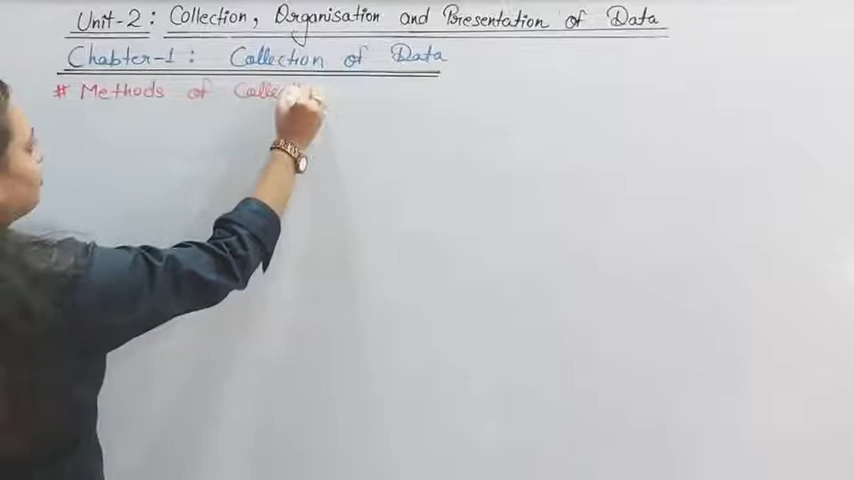 Unit-2: Collection, Organisation and Presentation of Data
Chapter-1: Collection of Data
# Methods of